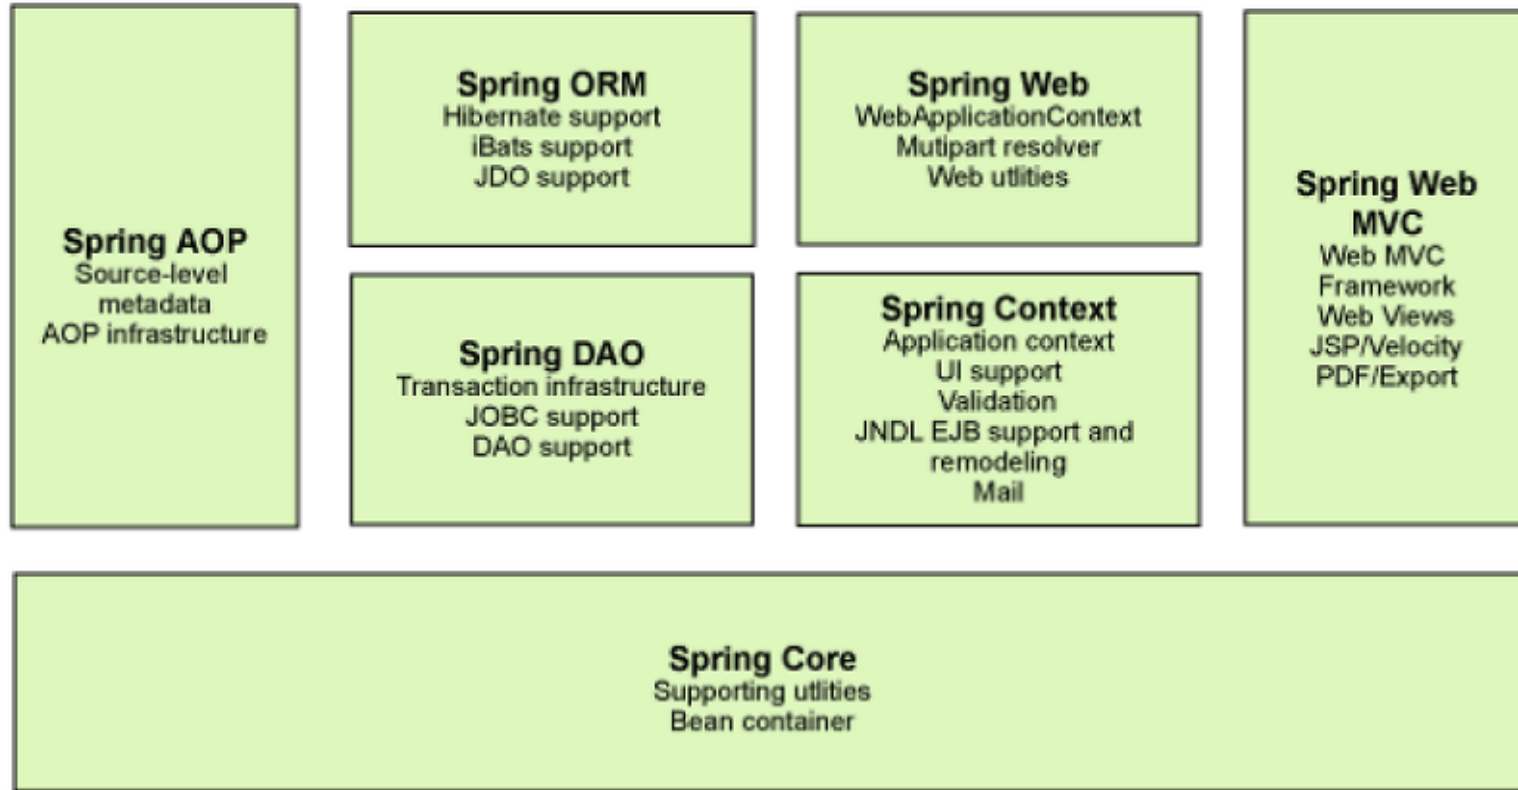 Spring AOP
Source-level
metadata
AOP infrastructure
Spring ORM
Hibernate support
iBats support
JDO support
Spring DAO
Transaction infrastructure
JOBC support
DAO support
Spring Web
WebApplicationContext
Mutipart resolver
Web utlities
Spring Context
Application context
UI support
Validation
JNDL EJB support and
remodeling
Mail
Spring Web
MVC
Web MVC
Framework
Web Views
JSP/Velocity
PDF/Export
Spring Core
Supporting utlities
Bean container